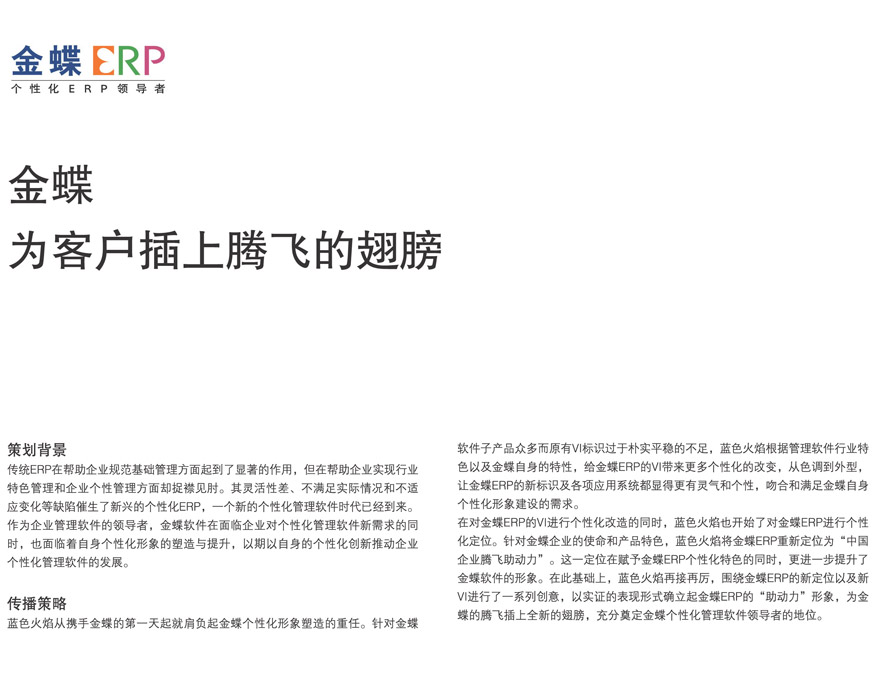 金蝶 ERP
个性化ERP领导者
金蝶
为客户插上腾飞的翅膀
策划背景
传统ERP在帮助企业规范基础管理方面起到了显著的作用，但在帮助企业实现行业
特色管理和企业个性管理方面却捉襟见肘。其灵活性差、不满足实际情况和不适
应变化等缺陷催生了新兴的个性化ERP，一个新的个性化管理软件时代已经到来。
作为企业管理软件的领导者，金蝶软件在面临企业对个性化管理软件新需求的同
时，也面临着自身个性化形象的塑造与提升，以期以自身的个性化创新推动企业
个性化管理软件的发展。
传播策略
蓝色火焰从携手金蝶的第一天起就肩负起金蝶个性化形象塑造的重任。针对金蝶
软件子产品众多而原有VI标识过于朴实平稳的不足，蓝色火焰根据管理软件行业特
色以及金蝶自身的特性，给金蝶ERP的VI带来更多个性化的改变，从色调到外型，
让金蝶ERP的新标识及各项应用系统都显得更有灵气和个性，吻合和满足金蝶自身
个性化形象建设的需求。
在对金蝶ERP的VI进行个性化改造的同时，蓝色火焰也开始了对金蝶ERP进行个性
化定位。针对金蝶企业的使命和产品特色，蓝色火焰将金蝶ERP重新定位为“中国
企业腾飞助动力”。这一定位在赋予金蝶ERP个性化特色的同时，更进一步提升了
金蝶软件的形象。在此基础上，蓝色火焰再接再厉，围绕金蝶ERP的新定位以及新
VI进行了一系列创意，以实证的表现形式确立起金蝶ERP的“助动力”形象，为金
蝶的腾飞插上全新的翅膀，充分奠定金蝶个性化管理软件领导者的地位。